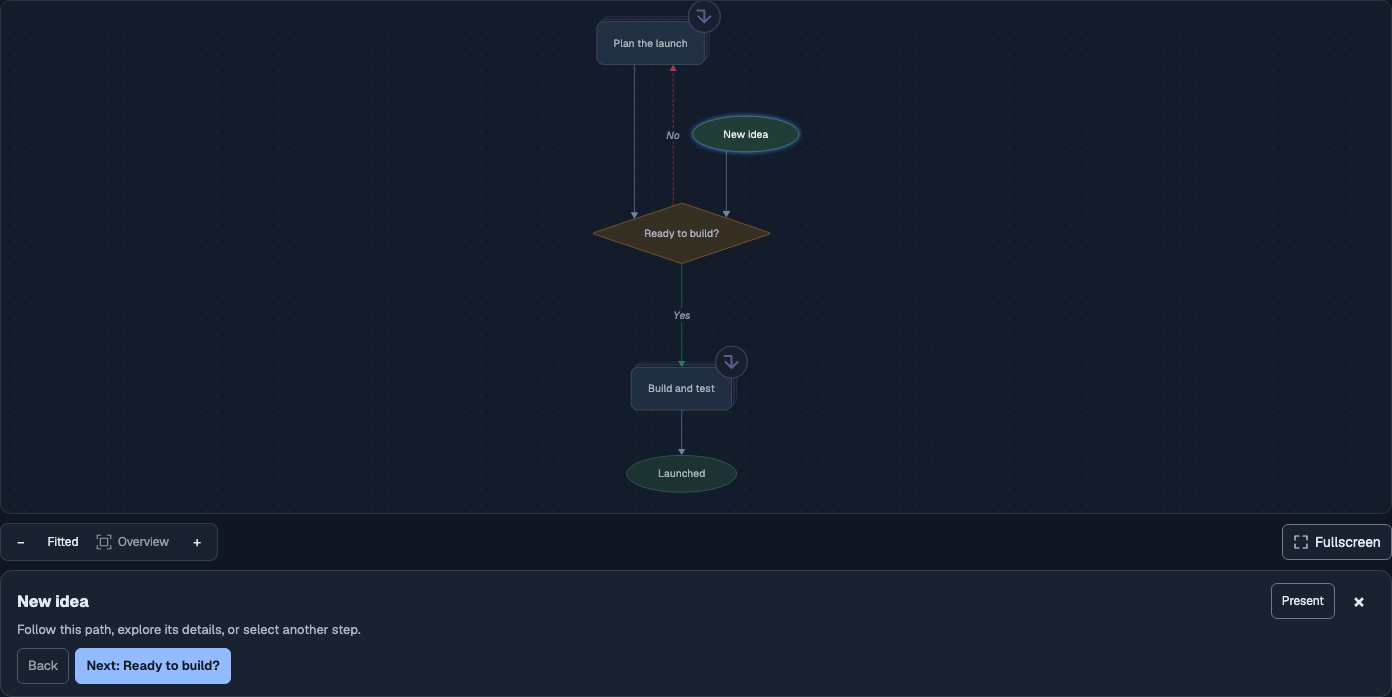 Plan the launch
No
New idea
Ready to build?
Yes
Build and test
Launched
– Fitted Overview +
Fullscreen
New idea
Present ×
Follow this path, explore its details, or select another step.
Back
Next: Ready to build?